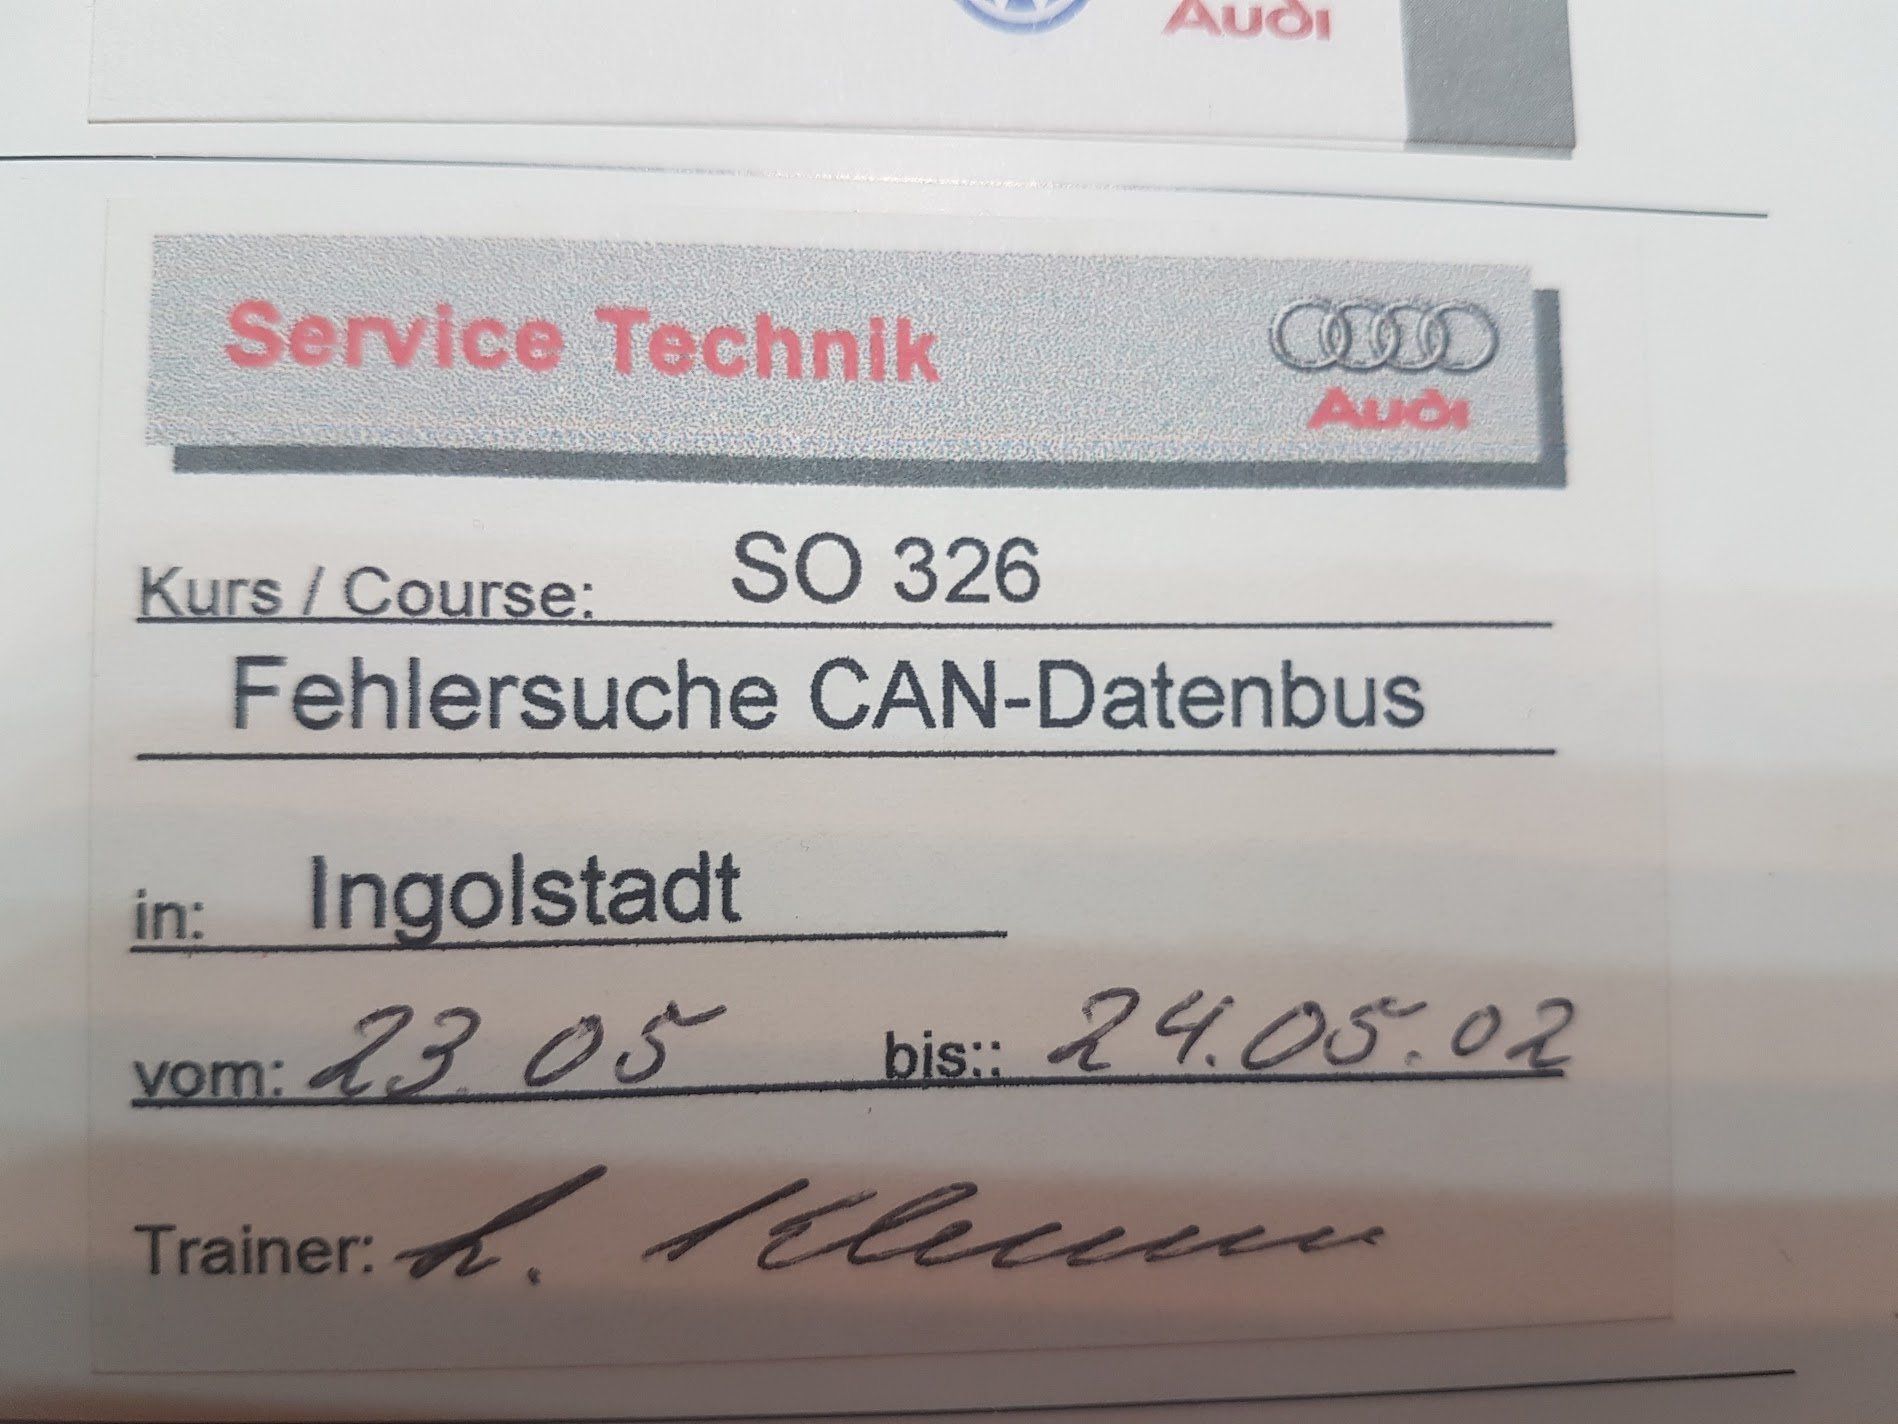 Audi
Service Technik
Audi
Kurs / Course: SO 326
Fehlersuche CAN-Datenbus
in: Ingolstadt
vom: 23. 05 bis:: 24.05.02
Trainer: